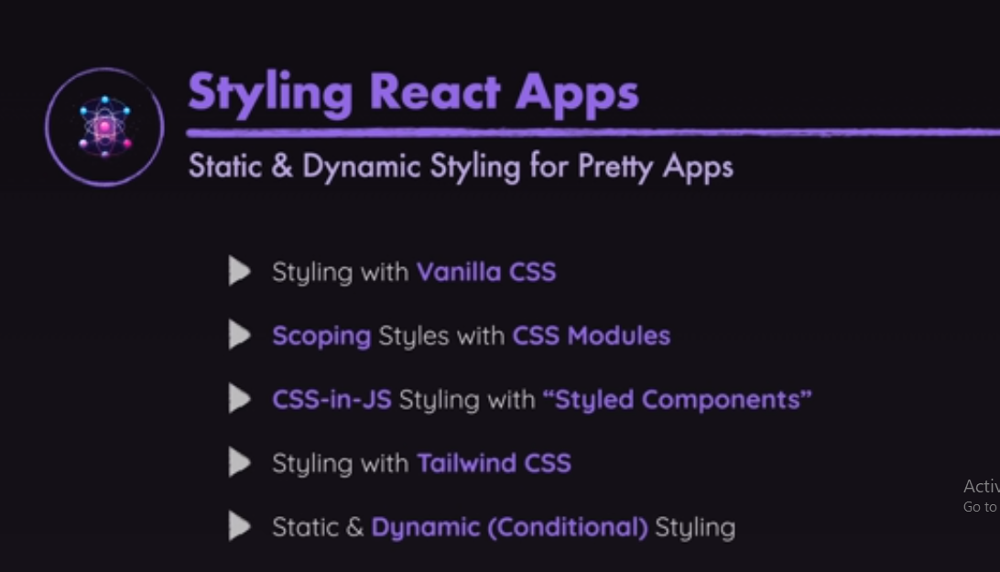 Styling React Apps
Static & Dynamic Styling for Pretty Apps
Styling with Vanilla CSS
Scoping Styles with CSS Modules
CSS-in-JS Styling with “Styled Components”
Styling with Tailwind CSS
Static & Dynamic (Conditional) Styling
Activ
Go to